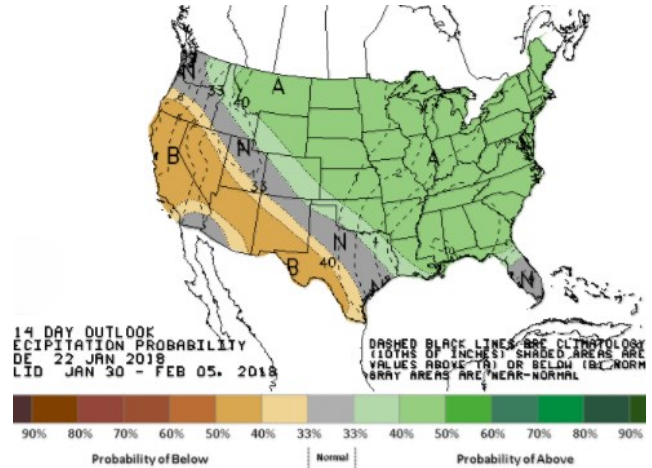 N
33
A
40
B
N
A
33
N
B
40
N
14 DAY OUTLOOK
ECIPITATION PROBABILITY
DE 22 JAN 2018
LID JAN 30 - FEB 05, 2018
DASHED BLACK LINES ARE CLIMATOLOGY
(10THS OF INCHES) SHADED AREAS ARE
VALUES ABOVE (A) OR BELOW (B) NORM
GRAY AREAS ARE NEAR-NORMAL
90% 80% 70% 60% 50% 40% 33% 33% 40% 50% 60% 70% 80% 90%
Probability of Below Normal Probability of Above